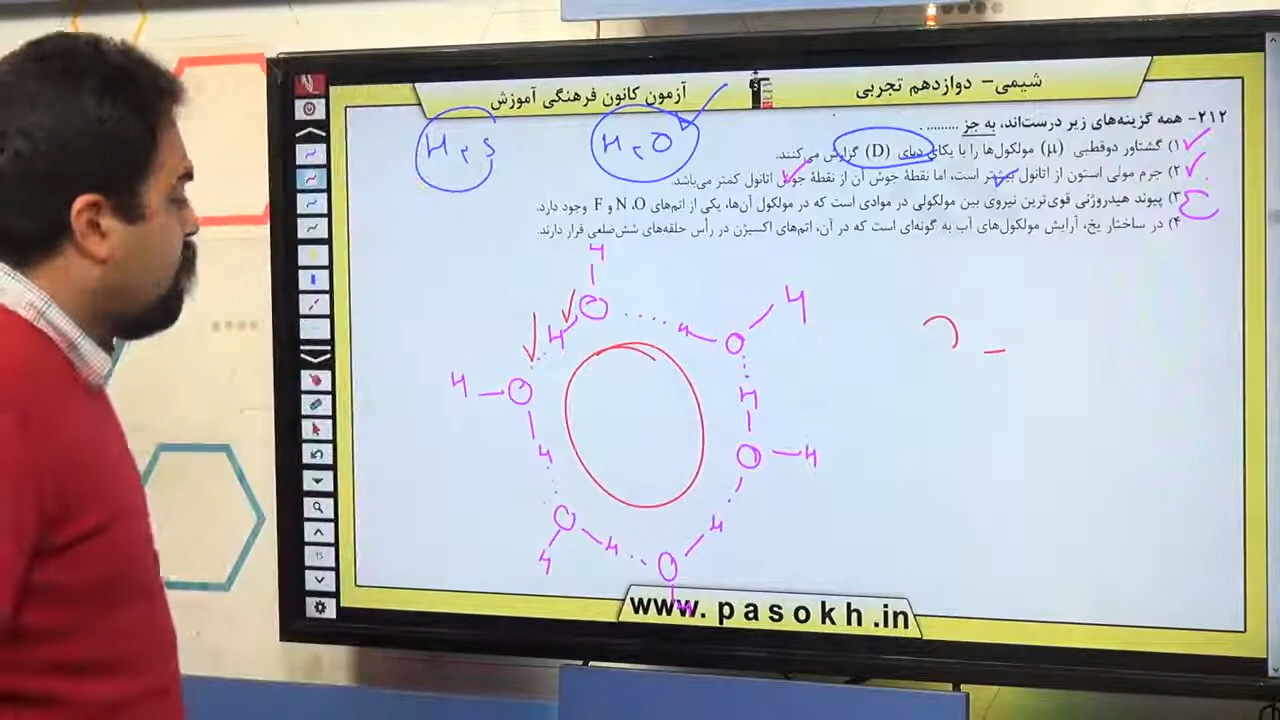 شیمی - دوازدهم تجربی
آزمون کانون فرهنگی آموزش
۲۱۲- همه گزینه‌های زیر درست‌اند، به جز ..........
۱) گشتاور دوقطبی (μ) مولکول‌ها را با یکای دبای (D) گزارش می‌کنند.
۲) جرم مولی استون از اتانول بیشتر است، اما نقطهٔ جوش آن از نقطهٔ جوش اتانول کمتر می‌باشد.
۳) پیوند هیدروژنی قوی‌ترین نیروی بین مولکولی در موادی است که در مولکول آن‌ها، یکی از اتم‌های N ،O و F وجود دارد.
۴) در ساختار یخ، آرایش مولکول‌های آب به گونه‌ای است که در آن، اتم‌های اکسیژن در رأس حلقه‌های شش‌ضلعی قرار دارند.
H۲S
H۲O
H
O
H
H
O
H
H
O
H
H
O
H
H
O
H
H
O
H
www.pasokh.in
15